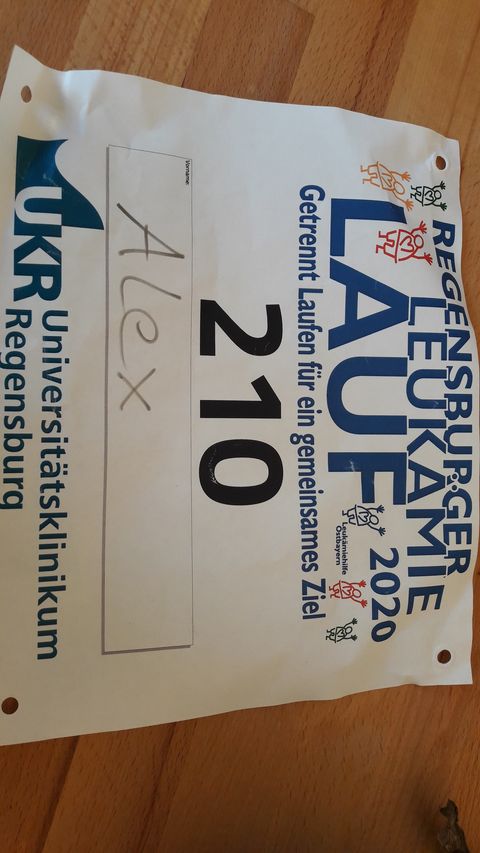 REGENSBURGER
LEUKÄMIE
LAUF 2020
Leukämiehilfe
Ostbayern
Getrennt Laufen für ein gemeinsames Ziel
210
Vorname:
Alex
UKR Universitätsklinikum
Regensburg